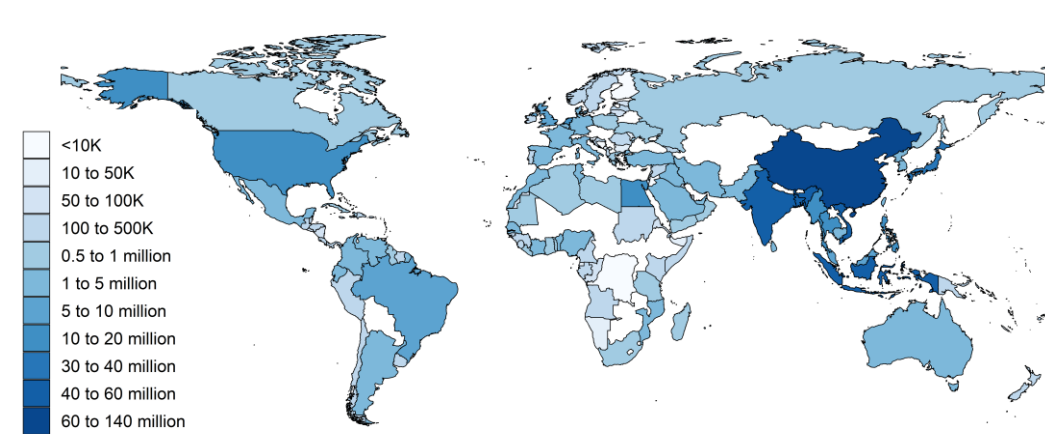 <10K
10 to 50K
50 to 100K
100 to 500K
0.5 to 1 million
1 to 5 million
5 to 10 million
10 to 20 million
30 to 40 million
40 to 60 million
60 to 140 million